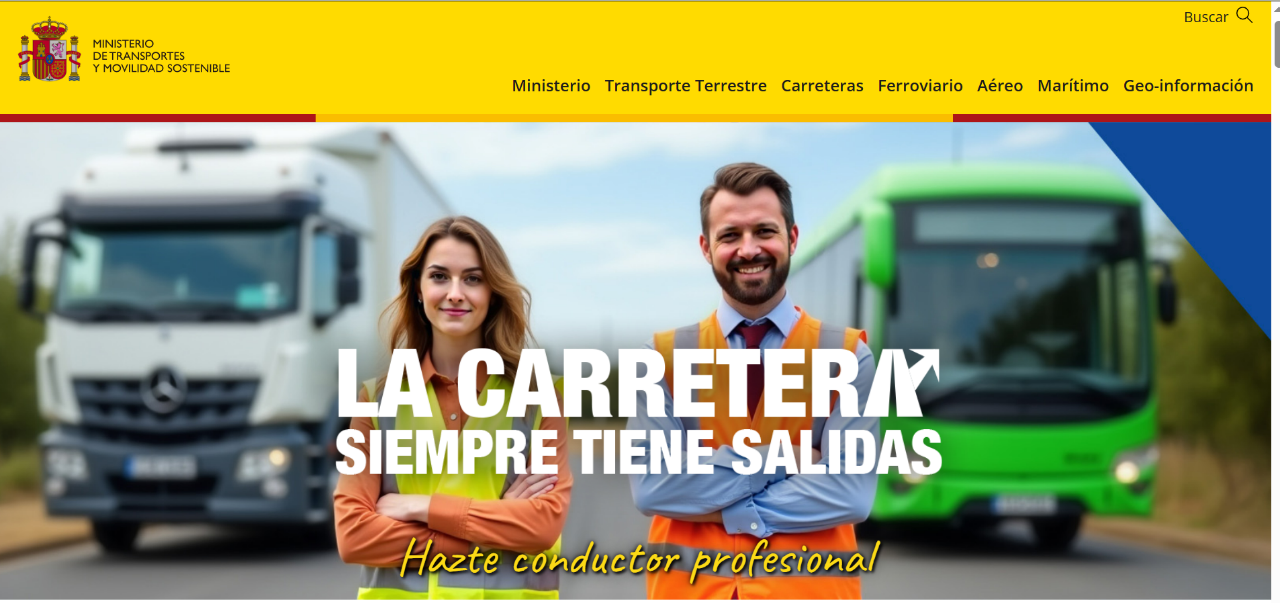 Buscar
MINISTERIO
DE TRANSPORTES
Y MOVILIDAD SOSTENIBLE
Ministerio Transporte Terrestre Carreteras Ferroviario Aéreo Marítimo Geo-información
LA CARRETERA
SIEMPRE TIENE SALIDAS
Hazte conductor profesional